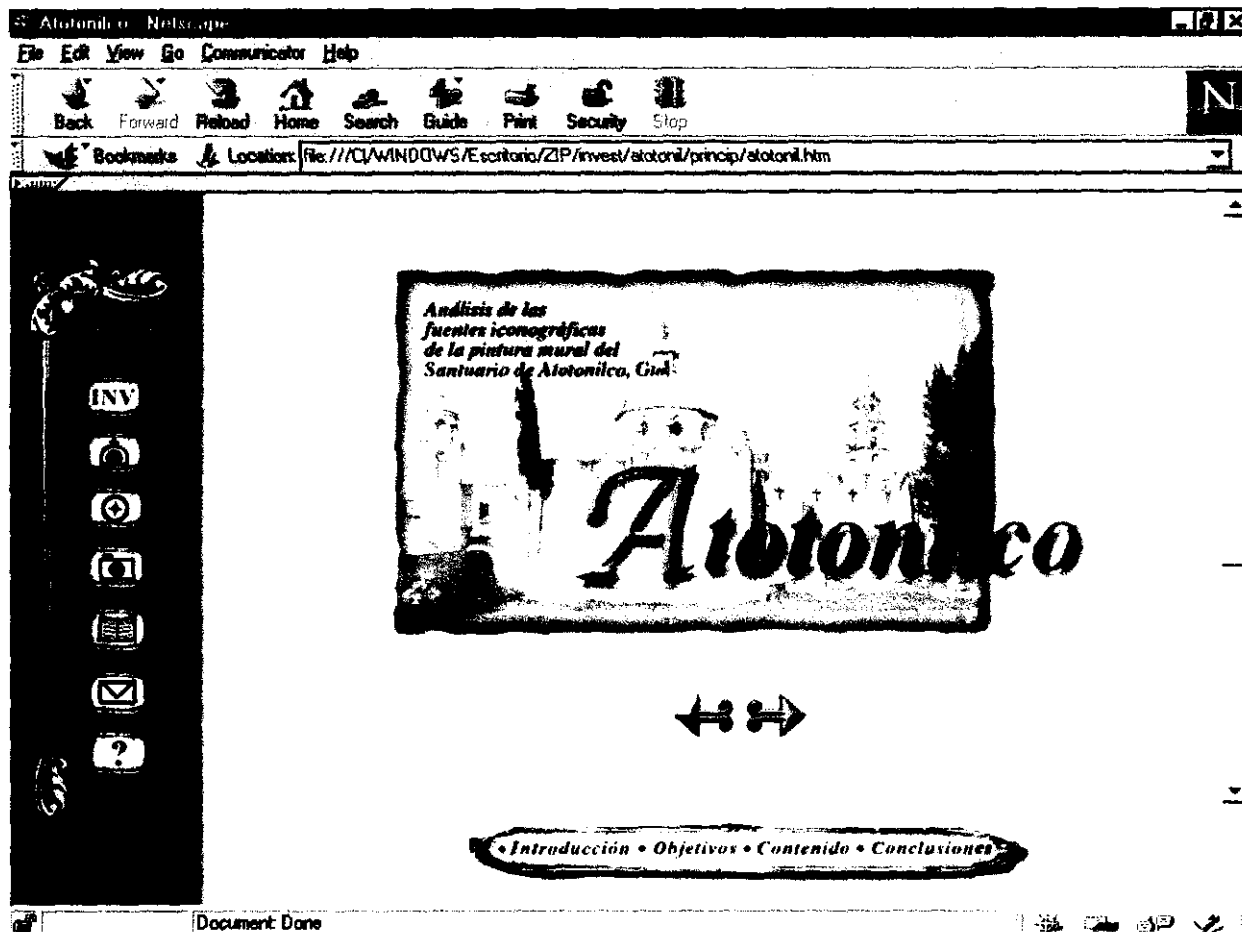 Atotonilco - Netscape
File Edit View Go Communicator Help
Back Forward Reload Home Search Guide Print Security Stop
N
Bookmarks Location: file:///C|/WINDOWS/Escritorio/ZIP/invest/atotonil/princip/atotonil.htm
Análisis de las
fuentes iconográficas
de la pintura mural del
Santuario de Atotonilco, Gto.
Atotonilco
INV
?
• Introducción • Objetivos • Contenido • Conclusiones
Document: Done